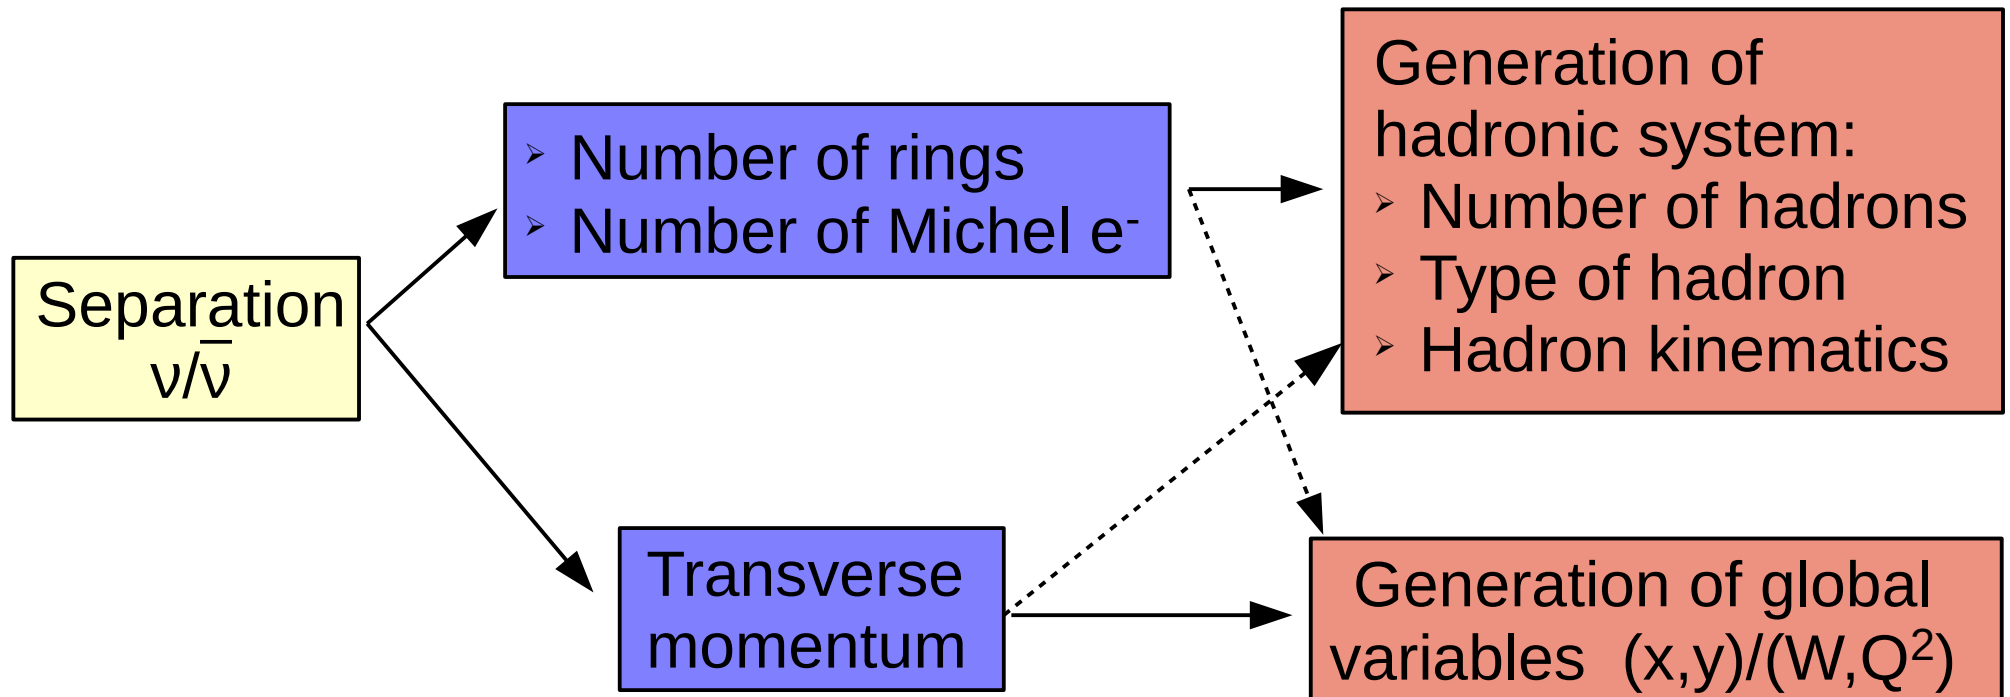 Separation
ν/ν̅
➢ Number of rings
➢ Number of Michel e⁻
Transverse
momentum
Generation of
hadronic system:
➢ Number of hadrons
➢ Type of hadron
➢ Hadron kinematics
Generation of global
variables (x,y)/(W,Q²)